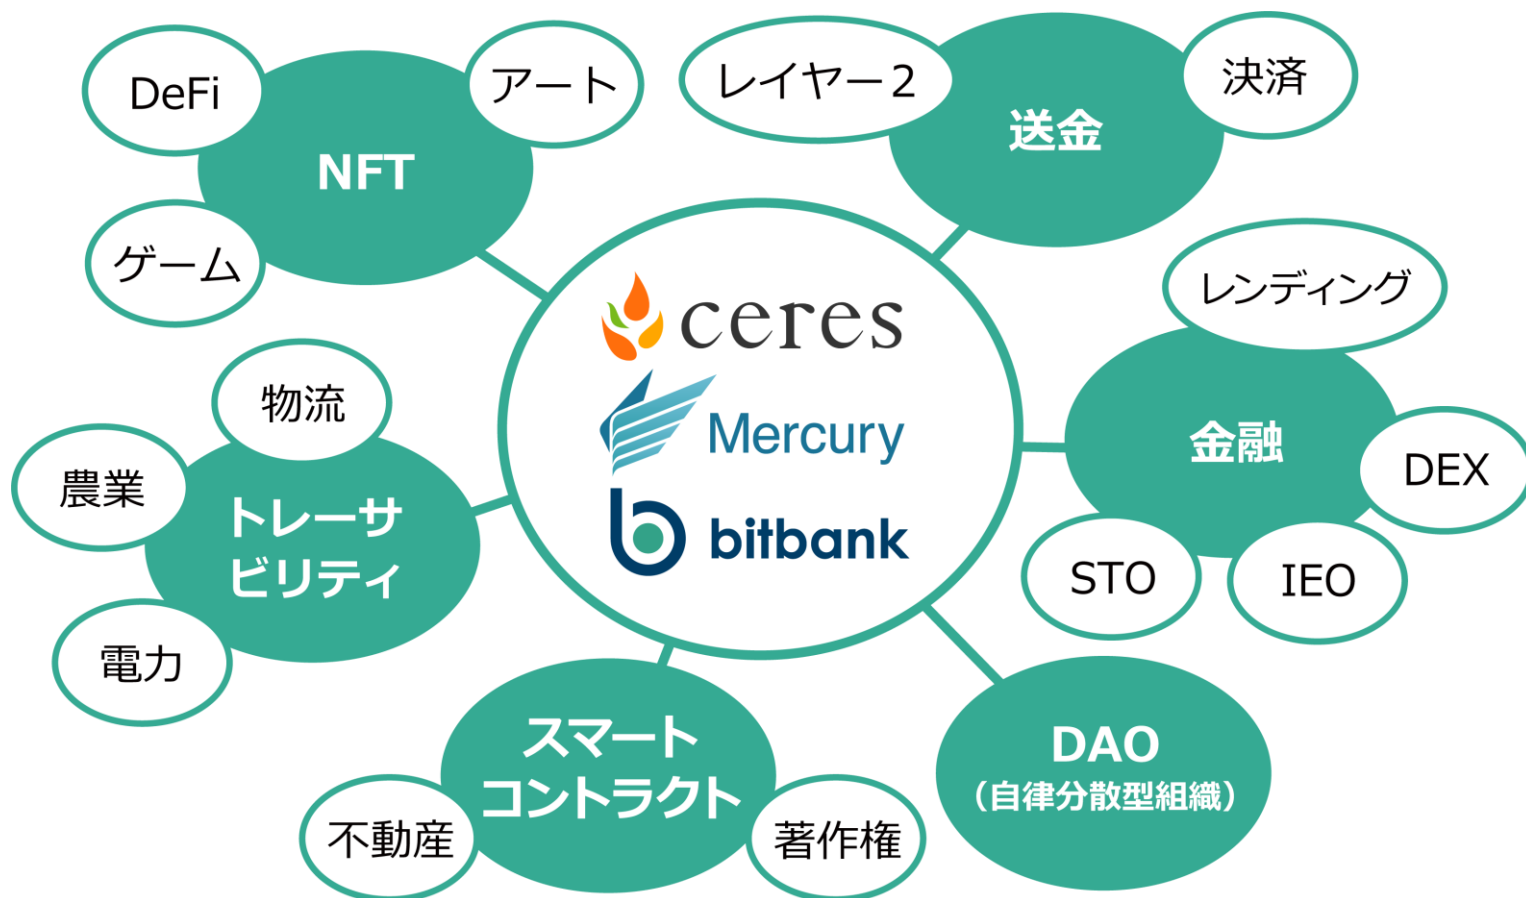 DeFi
アート
NFT
ゲーム
レイヤー2
決済
送金
レンディング
金融
DEX
STO
IEO
ceres
Mercury
bitbank
物流
農業
トレーサ
ビリティ
電力
スマート
コントラクト
不動産
著作権
DAO
（自律分散型組織）